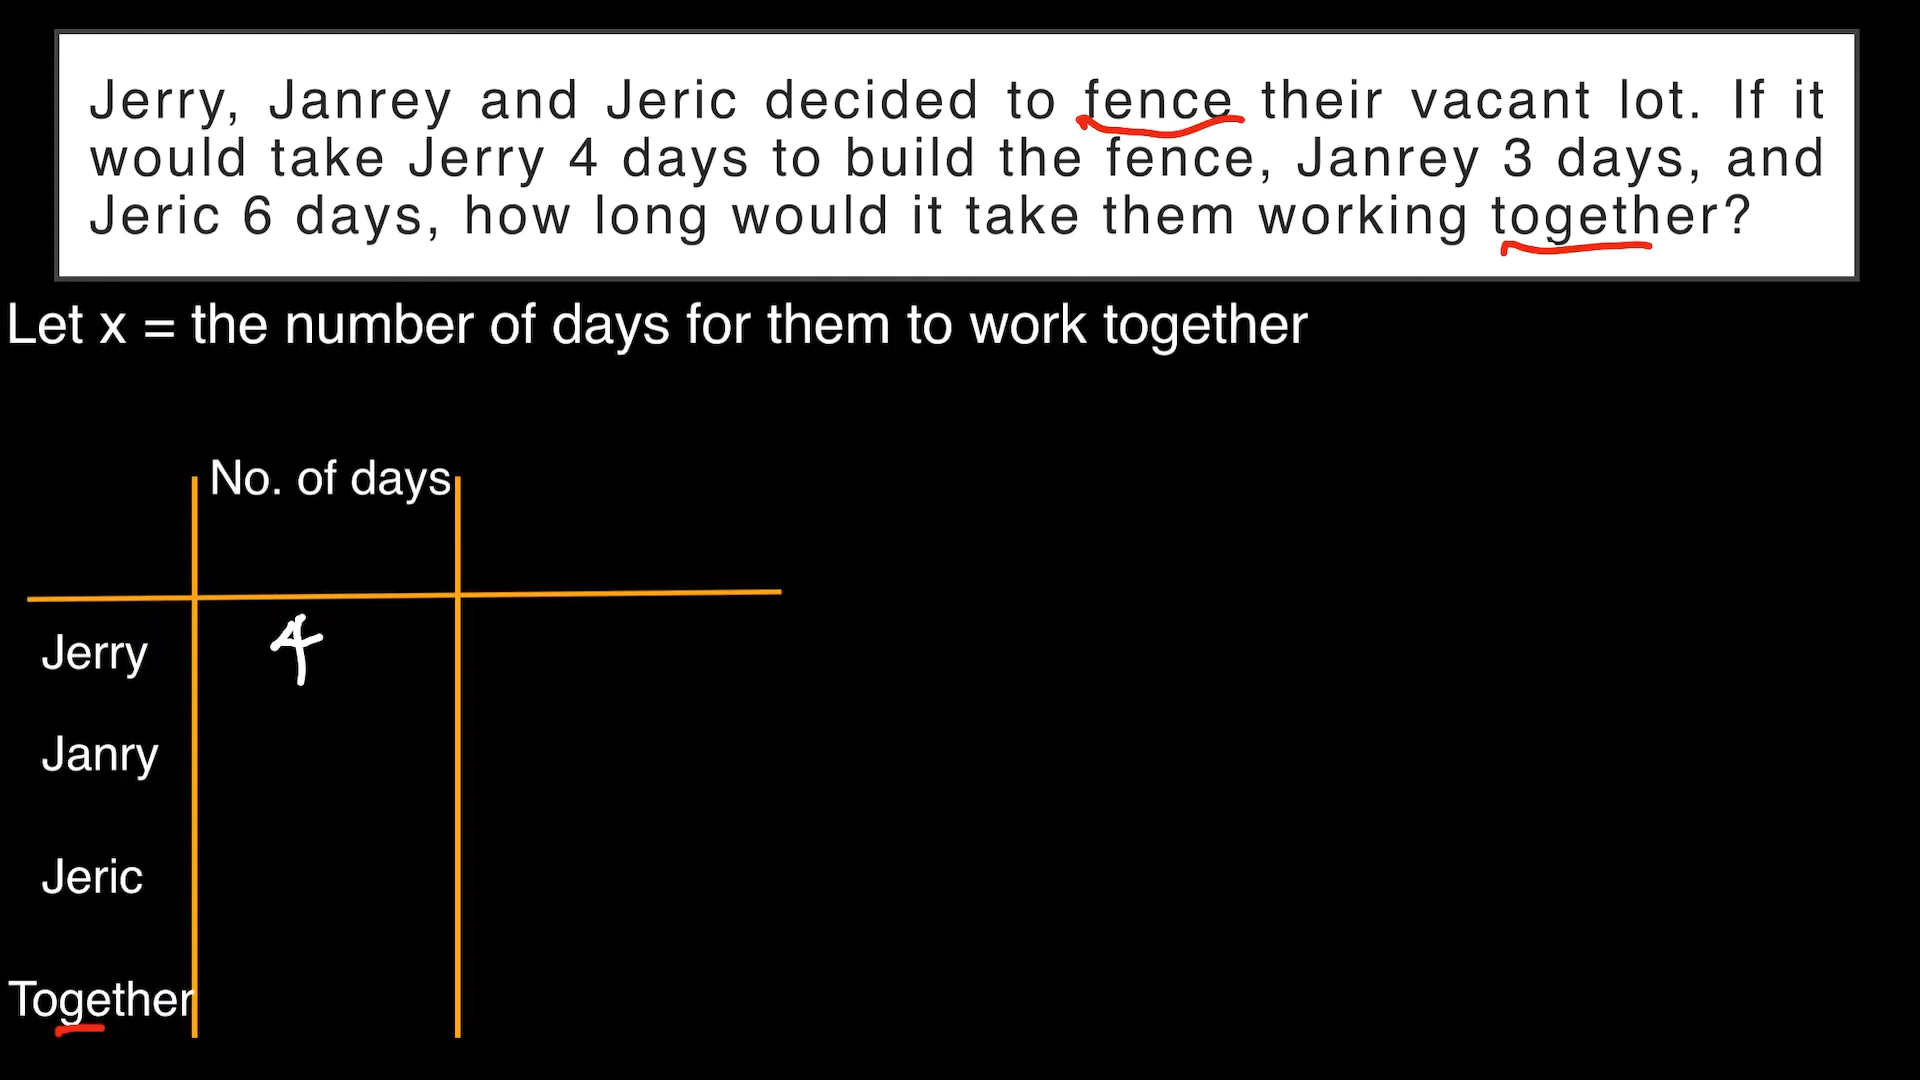 Jerry, Janrey and Jeric decided to fence their vacant lot. If it
would take Jerry 4 days to build the fence, Janrey 3 days, and
Jeric 6 days, how long would it take them working together?
Let x = the number of days for them to work together
No. of days
Jerry 4
Janry
Jeric
Together